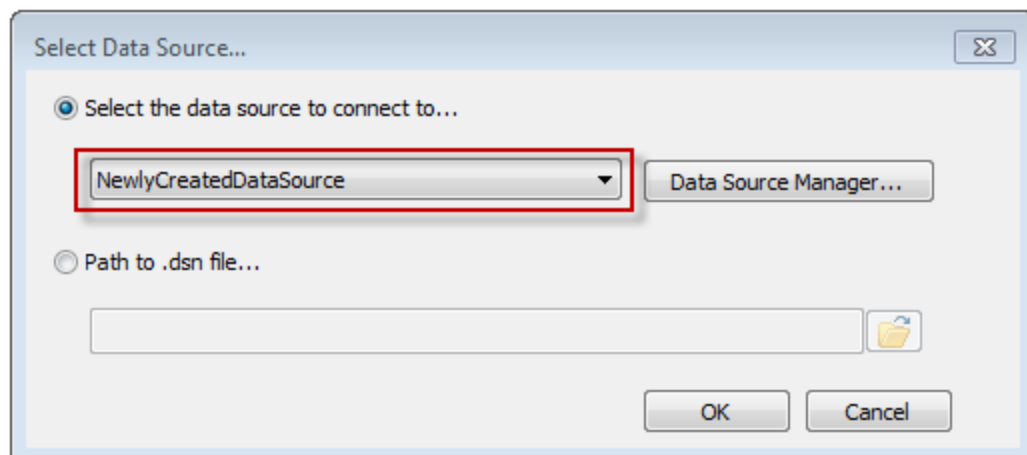 Select Data Source...
Select the data source to connect to...
NewlyCreatedDataSource
Data Source Manager...
Path to .dsn file...
OK
Cancel